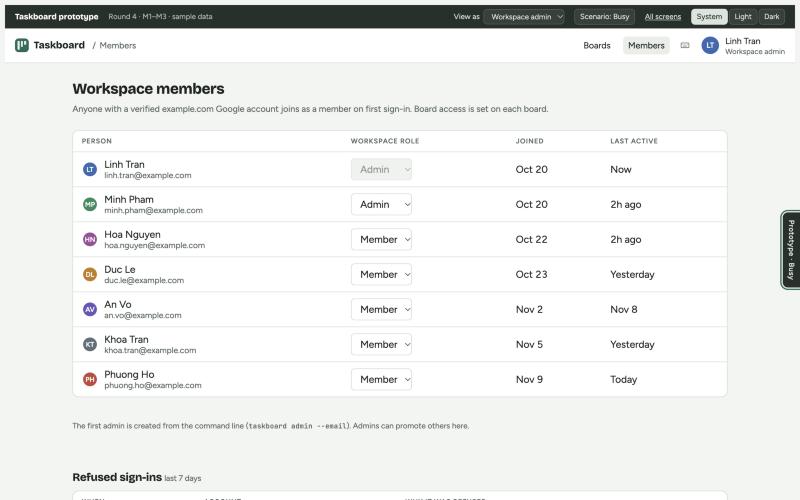 Taskboard prototype Round 4 · M1–M3 · sample data View as Workspace admin Scenario: Busy All screens System Light Dark
Taskboard / Members Boards Members LT Linh Tran
Workspace admin
Workspace members
Anyone with a verified example.com Google account joins as a member on first sign-in. Board access is set on each board.
PERSON WORKSPACE ROLE JOINED LAST ACTIVE
LT Linh Tran Admin Oct 20 Now
linh.tran@example.com
MP Minh Pham Admin Oct 20 2h ago
minh.pham@example.com
HN Hoa Nguyen Member Oct 22 2h ago
hoa.nguyen@example.com
DL Duc Le Member Oct 23 Yesterday
duc.le@example.com
AV An Vo Member Nov 2 Nov 8
an.vo@example.com
KT Khoa Tran Member Nov 5 Yesterday
khoa.tran@example.com
PH Phuong Ho Member Nov 9 Today
phuong.ho@example.com
Prototype · Busy
The first admin is created from the command line (taskboard admin --email). Admins can promote others here.
Refused sign-ins last 7 days